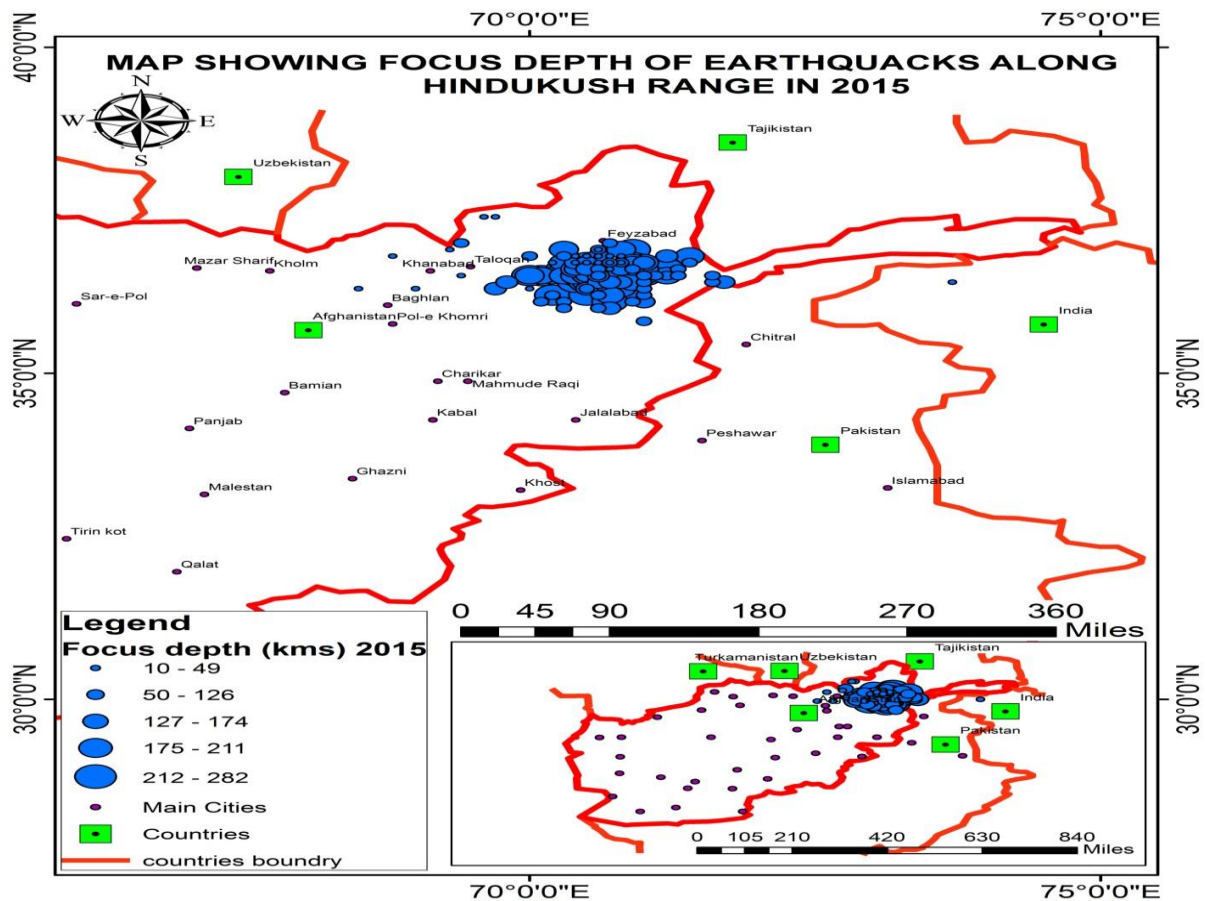 70°0'0"E 75°0'0"E
40°0'0"N
MAP SHOWING FOCUS DEPTH OF EARTHQUACKS ALONG
HINDUKUSH RANGE IN 2015
N
W E
S
Tajikistan
Uzbekistan
Feyzabad
Mazar Sharif
Kholm
Khanabad
Taloqan
Sar-e-Pol
Baghlan
Afghanistan
Pol-e Khomri
India
Chitral
35°0'0"N 35°0'0"N
Charikar
Mahmude Raqi
Bamian
Kabal
Jalalabad
Panjab
Peshawar
Pakistan
Ghazni
Malestan
Khost
Islamabad
Tirin kot
Qalat
0 45 90 180 270 360
Miles
Legend
Focus depth (kms) 2015
10 - 49
50 - 126
127 - 174
175 - 211
212 - 282
Main Cities
Countries
countries boundry
Turkamanistan
Uzbekistan
Tajikistan
India
Pakistan
0 105 210 420 630 840
Miles
30°0'0"N 30°0'0"N
70°0'0"E 75°0'0"E